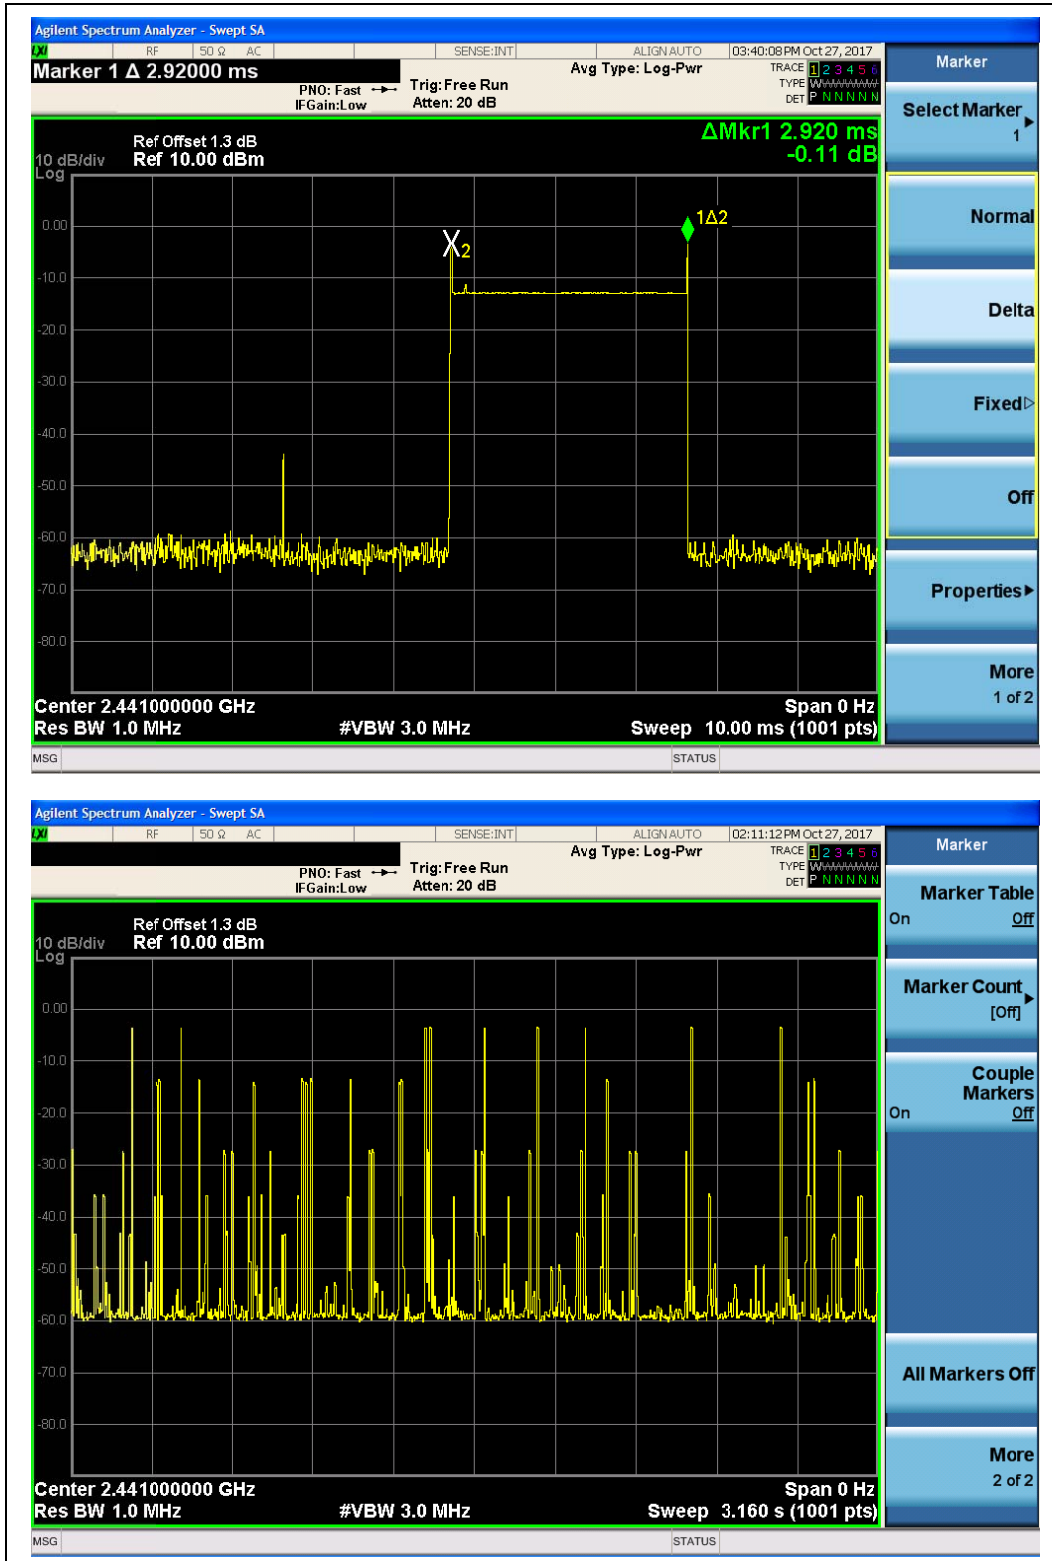 Agilent Spectrum Analyzer - Swept SA
LXI RF 50 Ω AC SENSE:INT ALIGNAUTO 03:40:08 PM Oct 27, 2017
Marker 1 Δ 2.92000 ms
PNO: Fast
IFGain:Low
Trig: Free Run
Atten: 20 dB
Avg Type: Log-Pwr
TRACE 1 2 3 4 5 6
TYPE
DET P N N N N N
Ref Offset 1.3 dB
10 dB/div Ref 10.00 dBm
Log
ΔMkr1 2.920 ms
-0.11 dB
0.00
-10.0
-20.0
-30.0
-40.0
-50.0
-60.0
-70.0
-80.0
X2
1Δ2
Center 2.441000000 GHz Span 0 Hz
Res BW 1.0 MHz #VBW 3.0 MHz Sweep 10.00 ms (1001 pts)
MSG STATUS
Marker
Select Marker
1
Normal
Delta
Fixed
Off
Properties
More
1 of 2
Agilent Spectrum Analyzer - Swept SA
LXI RF 50 Ω AC SENSE:INT ALIGNAUTO 02:11:12 PM Oct 27, 2017
PNO: Fast
IFGain:Low
Trig: Free Run
Atten: 20 dB
Avg Type: Log-Pwr
TRACE 1 2 3 4 5 6
TYPE
DET P N N N N N
Ref Offset 1.3 dB
10 dB/div Ref 10.00 dBm
Log
0.00
-10.0
-20.0
-30.0
-40.0
-50.0
-60.0
-70.0
-80.0
Center 2.441000000 GHz Span 0 Hz
Res BW 1.0 MHz #VBW 3.0 MHz Sweep 3.160 s (1001 pts)
MSG STATUS
Marker
Marker Table
On Off
Marker Count
[Off]
Couple
Markers
On Off
All Markers Off
More
2 of 2